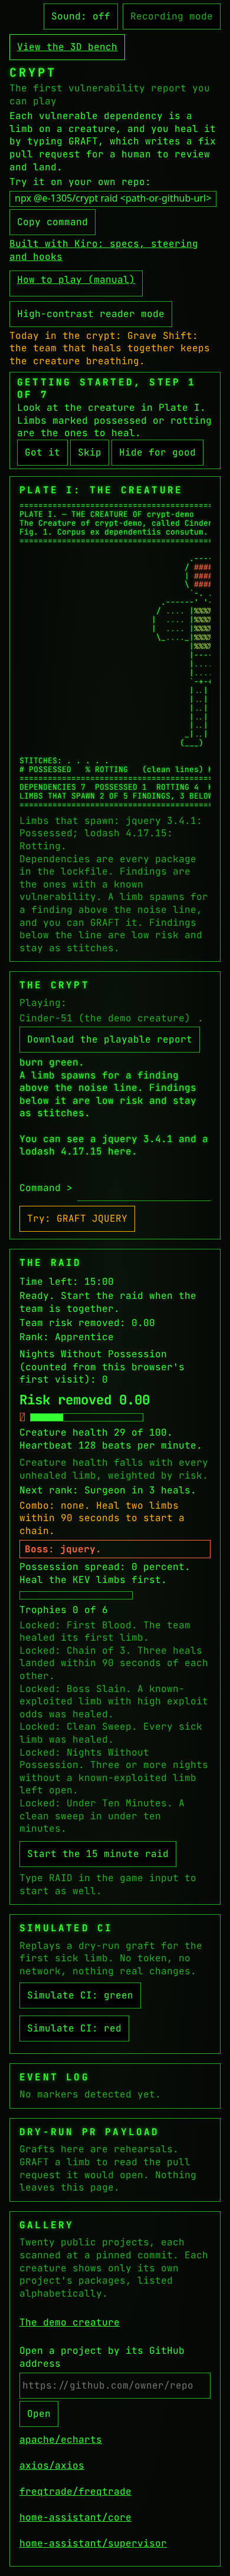 Sound: off
Recording mode
View the 3D bench
CRYPT
The first vulnerability report you
can play
Every vulnerable dependency is a
limb on a creature, and you heal it
by typing GRAFT, which writes a fix
pull request for a human to review
and land.
Try it on your own repo:
npx @e-1305/crypt raid <path-or-github-url>
Copy command
Built with Kiro: specs, steering
and hooks
How to play (manual)
High-contrast reader mode
Today in the crypt: Grave Shift:
the team that heals together keeps
the creature breathing.
GETTING STARTED, STEP 1
OF 7
Look at the creature in Plate I.
Limbs marked possessed or rotting
are the ones to heal.
Got it
Skip
Hide for good
PLATE I: THE CREATURE
PLATE I. — THE CREATURE OF crypt-demo
The Creature of crypt-demo, called Cinder
Fig. 1. Corpus ex dependentiis consutum.
STITCHES: . . . . .
# POSSESSED   % ROTTING   (clean lines)
DEPENDENCIES 7  POSSESSED 1  ROTTING 4
LIMBS THAT SPAWN 2 OF 5 FINDINGS, 3 BELOW
Limbs that spawn: jquery 3.4.1:
Possessed; lodash 4.17.15:
Rotting.
Dependencies are every package
in the lockfile. Findings are
the ones with a known
vulnerability. A limb spawns for
a finding above the noise line,
and you can GRAFT it. Findings
below the line are low risk and
stay as stitches.
THE CRYPT
Playing:
Cinder-51 (the demo creature) .
Download the playable report
burn green.
A limb spawns for a finding
above the noise line. Findings
below it are low risk and stay
as stitches.
You can see a jquery 3.4.1 and a
lodash 4.17.15 here.
Command >
Try: GRAFT JQUERY
THE RAID
Time left: 15:00
Ready. Start the raid when the
team is together.
Team risk removed: 0.00
Rank: Apprentice
Nights Without Possession
(counted from this browser's
first visit): 0
Risk removed 0.00
Creature health 29 of 100.
Heartbeat 128 beats per minute.
Creature health falls with every
unhealed limb, weighted by risk.
Next rank: Surgeon in 3 heals.
Combo: none. Heal two limbs
within 90 seconds to start a
chain.
Boss: jquery.
Possession spread: 0 percent.
Heal the KEV limbs first.
Trophies 0 of 6
Locked: First Blood. The team
healed its first limb.
Locked: Chain of 3. Three heals
landed within 90 seconds of each
other.
Locked: Boss Slain. A known-
exploited limb with high exploit
odds was healed.
Locked: Clean Sweep. Every sick
limb was healed.
Locked: Nights Without
Possession. Three or more nights
without a known-exploited limb
left open.
Locked: Under Ten Minutes. A
clean sweep in under ten
minutes.
Start the 15 minute raid
Type RAID in the game input to
start as well.
SIMULATED CI
Replays a dry-run graft for the
first sick limb. No token, no
network, nothing real changes.
Simulate CI: green
Simulate CI: red
EVENT LOG
No markers detected yet.
DRY-RUN PR PAYLOAD
Grafts here are rehearsals.
GRAFT a limb to read the pull
request it would open. Nothing
leaves this page.
GALLERY
Twenty public projects, each
scanned at a pinned commit. Each
creature shows only its own
project's packages, listed
alphabetically.
The demo creature
Open a project by its GitHub
address
https://github.com/owner/repo
Open
apache/echarts
axios/axios
freqtrade/freqtrade
home-assistant/core
home-assistant/supervisor